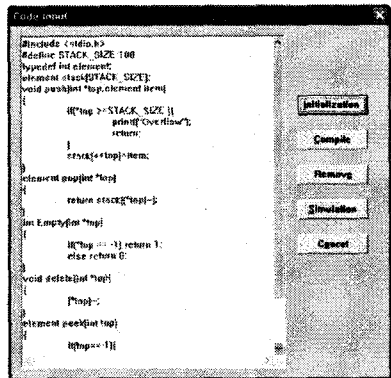 Code Input
#include <stdio.h>
#define STACK_SIZE 100
typedef int element;
element stack[STACK_SIZE];
void push(int *top,element item)
{
if(*top >=STACK_SIZE ){
printf("Overflow");
return;
}
stack[++top]=item;
}
element pop(int *top)
{
return stack[(*top)--];
}
int Empty(int *top)
{
if(*top == -1) return 1;
else return 0;
}
void delete(int *top)
{
(*top)--;
}
element peek(int top)
{
if(top==-1){
Initialization
Compile
Remove
Simulation
Cancel